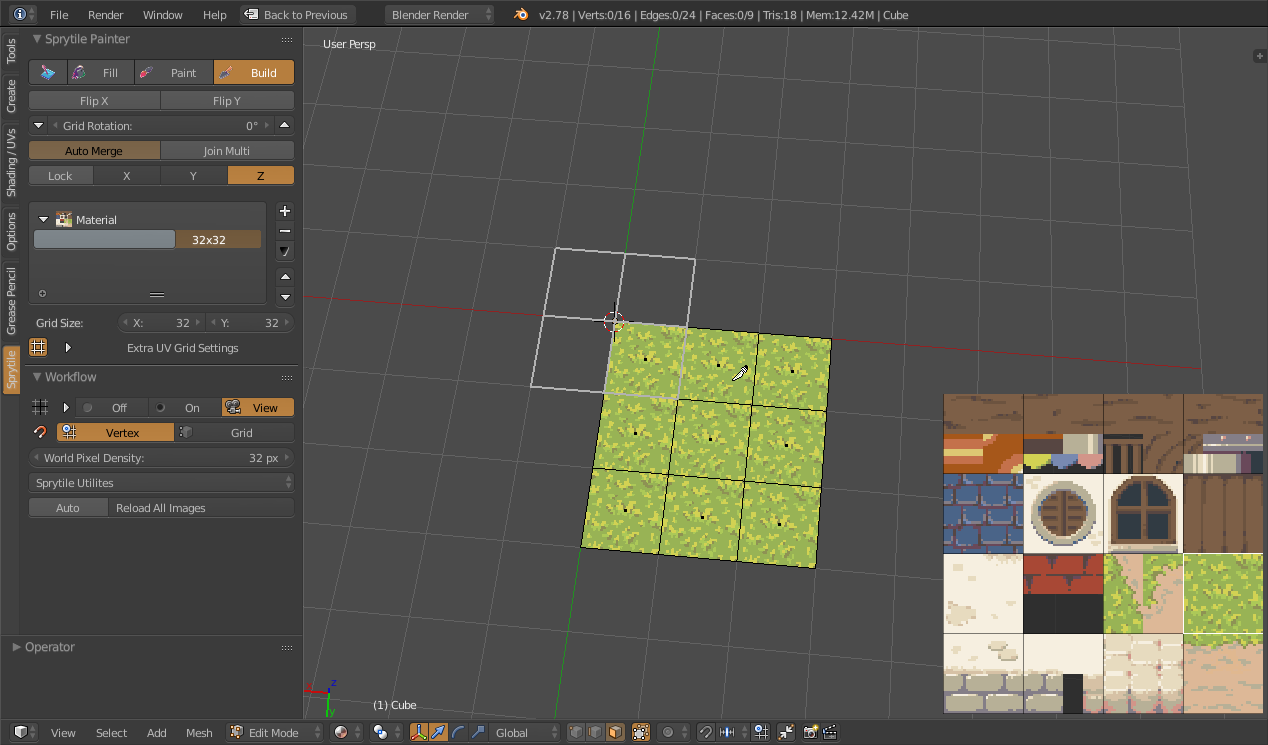 File Render Window Help Back to Previous Blender Render v2.78 | Verts:0/16 | Edges:0/24 | Faces:0/9 | Tris:18 | Mem:12.42M | Cube
Tools
Create
Shading / UVs
Options
Grease Pencil
Sprytile
Sprytile Painter
Fill Paint Build
Flip X Flip Y
Grid Rotation: 0°
Auto Merge Join Multi
Lock X Y Z
Material
32x32
Grid Size: X: 32 Y: 32
Extra UV Grid Settings
Workflow
Off On View
Vertex Grid
World Pixel Density: 32 px
Sprytile Utilites
Auto Reload All Images
Operator
User Persp
z
y
(1) Cube
View Select Add Mesh Edit Mode Global